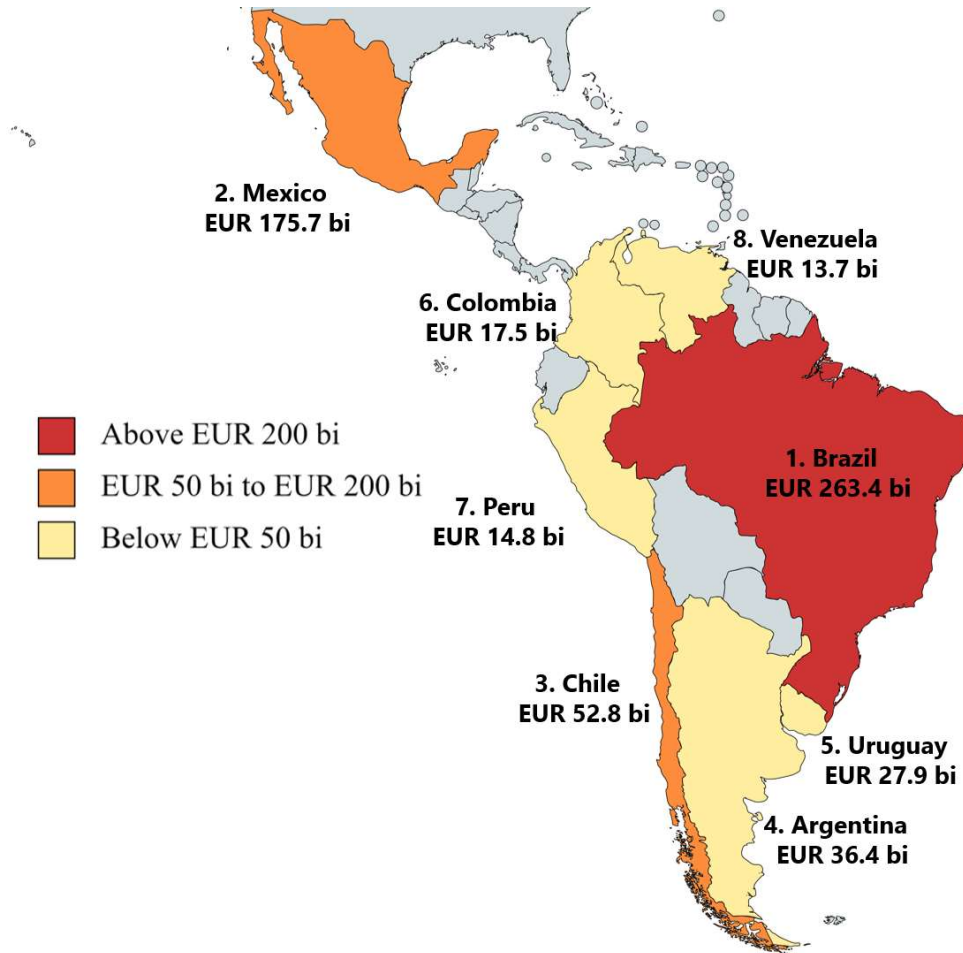 2. Mexico
EUR 175.7 bi
8. Venezuela
EUR 13.7 bi
6. Colombia
EUR 17.5 bi
Above EUR 200 bi
EUR 50 bi to EUR 200 bi
Below EUR 50 bi
1. Brazil
EUR 263.4 bi
7. Peru
EUR 14.8 bi
3. Chile
EUR 52.8 bi
5. Uruguay
EUR 27.9 bi
4. Argentina
EUR 36.4 bi